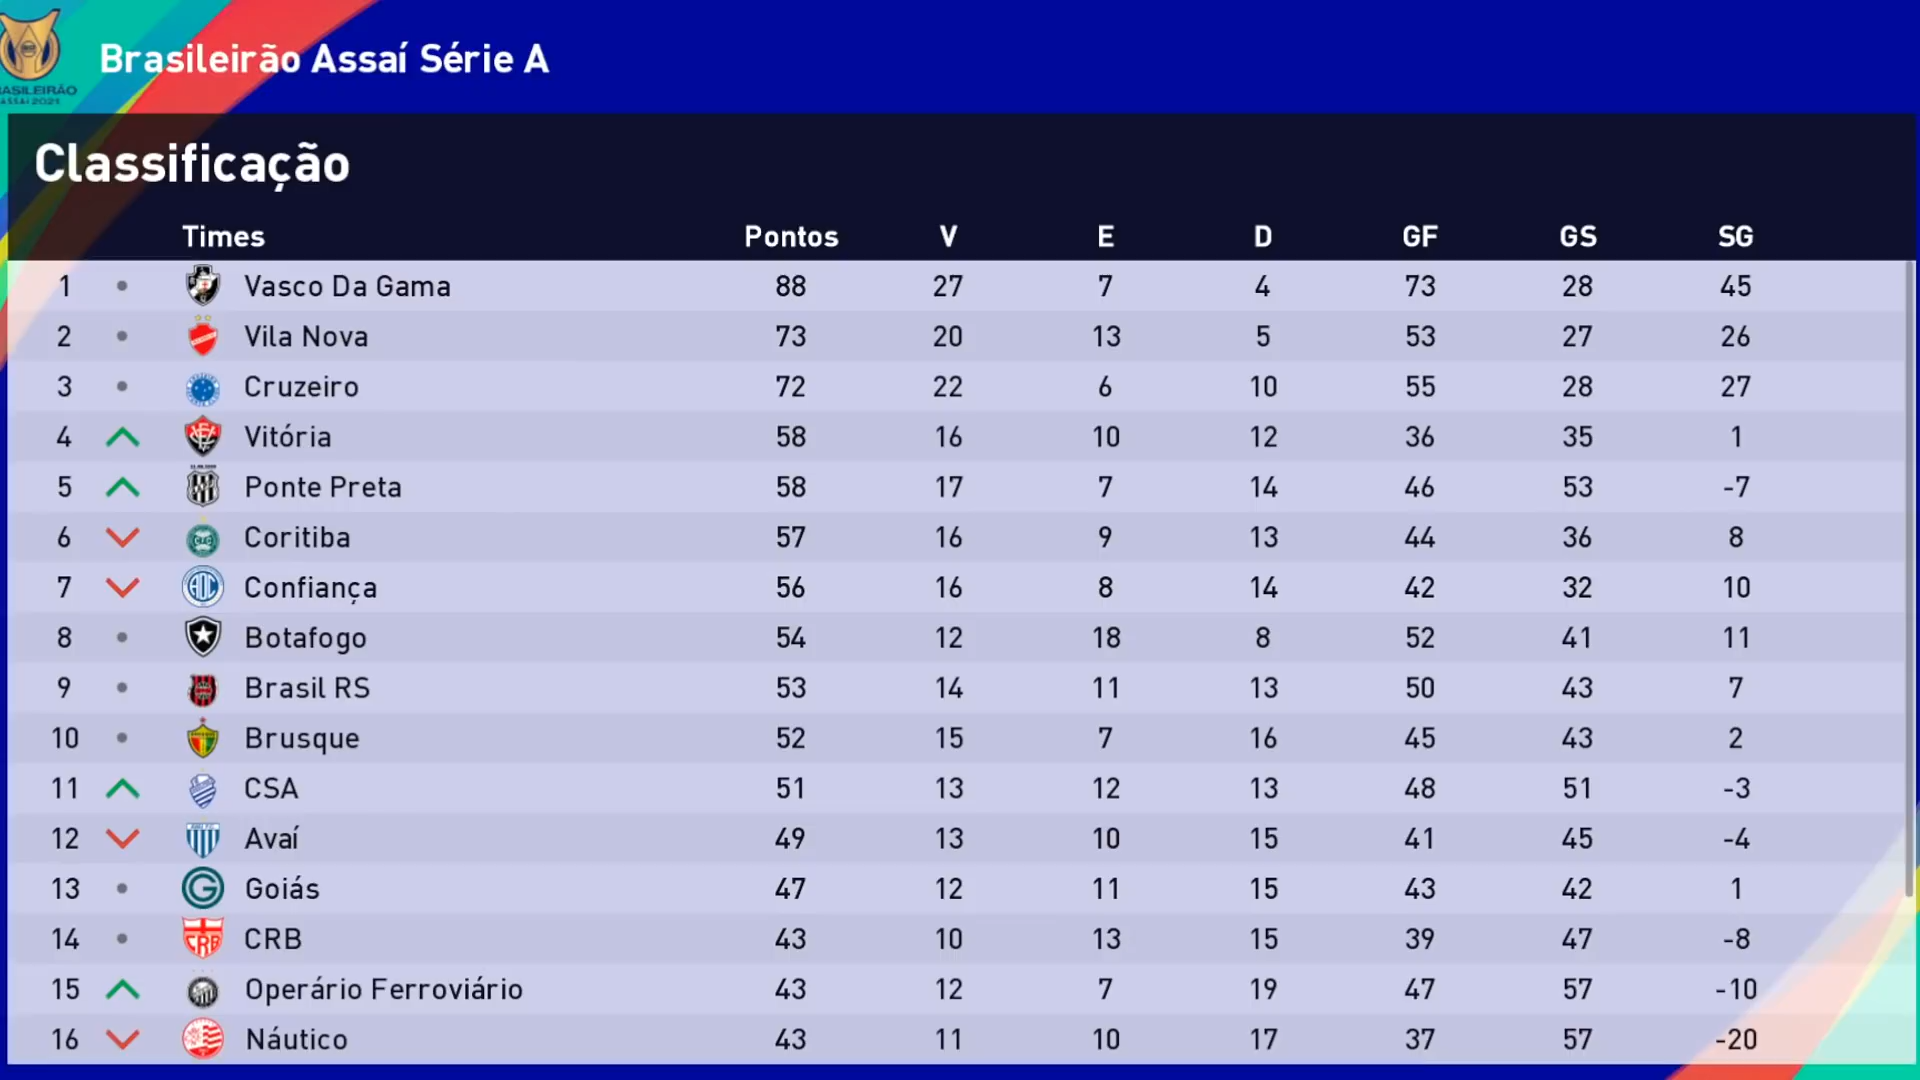 BRASILEIRÃO
ASSAÍ 2021
Brasileirão Assaí Série A
Classificação
Times Pontos V E D GF GS SG
1 Vasco Da Gama 88 27 7 4 73 28 45
2 Vila Nova 73 20 13 5 53 27 26
3 Cruzeiro 72 22 6 10 55 28 27
4 Vitória 58 16 10 12 36 35 1
5 Ponte Preta 58 17 7 14 46 53 -7
6 Coritiba 57 16 9 13 44 36 8
7 Confiança 56 16 8 14 42 32 10
8 Botafogo 54 12 18 8 52 41 11
9 Brasil RS 53 14 11 13 50 43 7
10 Brusque 52 15 7 16 45 43 2
11 CSA 51 13 12 13 48 51 -3
12 Avaí 49 13 10 15 41 45 -4
13 Goiás 47 12 11 15 43 42 1
14 CRB CRB 43 10 13 15 39 47 -8
15 Operário Ferroviário 43 12 7 19 47 57 -10
16 Náutico 43 11 10 17 37 57 -20